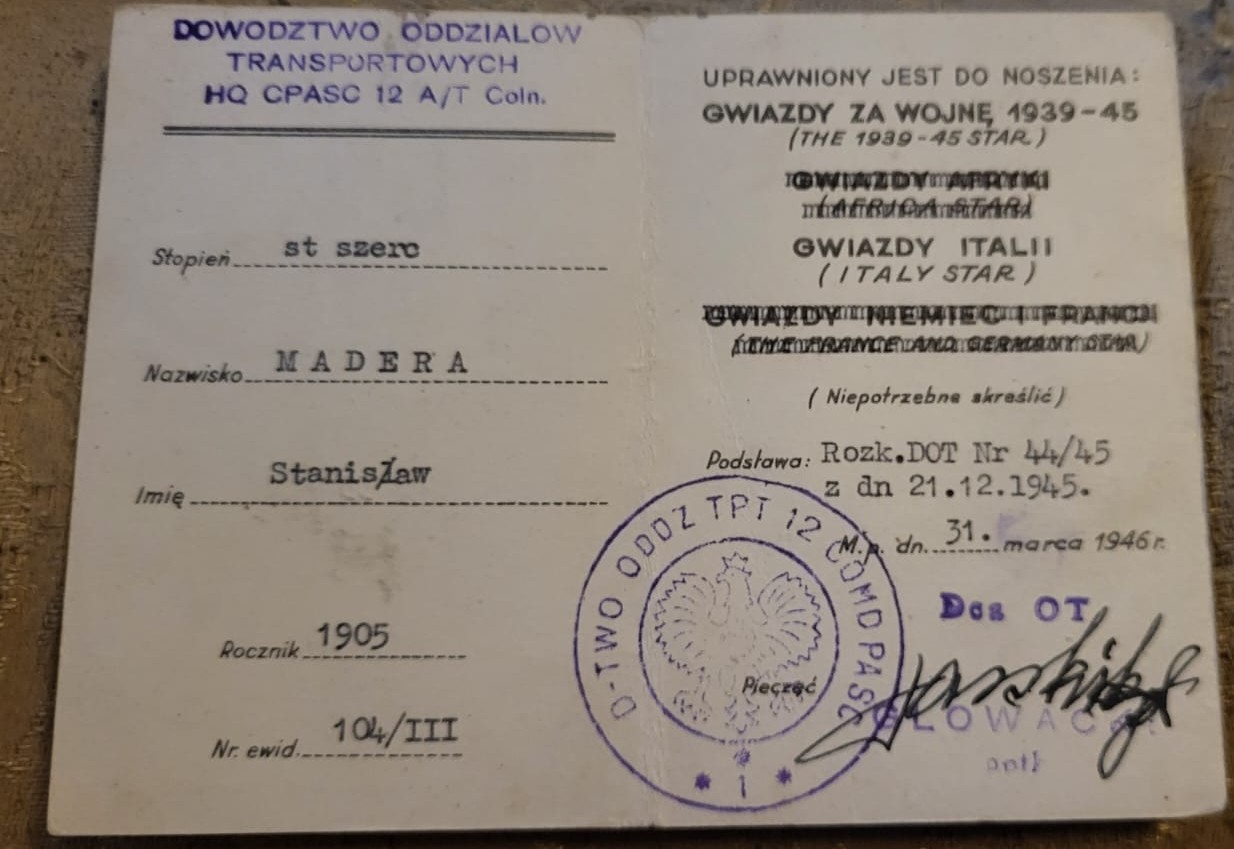 DOWODZTWO ODDZIALOW
TRANSPORTOWYCH
HQ CPASC 12 A/T Coln.
Stopień st szerc
Nazwisko MADERA
Imię Stanisław
Rocznik 1905
Nr. ewid. 104/III
UPRAWNIONY JEST DO NOSZENIA:
GWIAZDY ZA WOJNĘ 1939-45
(THE 1939-45 STAR)
GWIAZDY AFRYKI
(AFRICA STAR)
GWIAZDY ITALII
(ITALY STAR)
GWIAZDY NIEMIEC I FRANCJI
(THE FRANCE AND GERMANY STAR)
(Niepotrzebne skreślić)
Podstawa: Rozk.DOT Nr 44/45
z dn 21.12.1945.
M.p. dn. 31. marca 1946 r.
D-TWO ODDZ TPT 12 COMD PASC
1
Pieczęć
Dca OT
ppłk